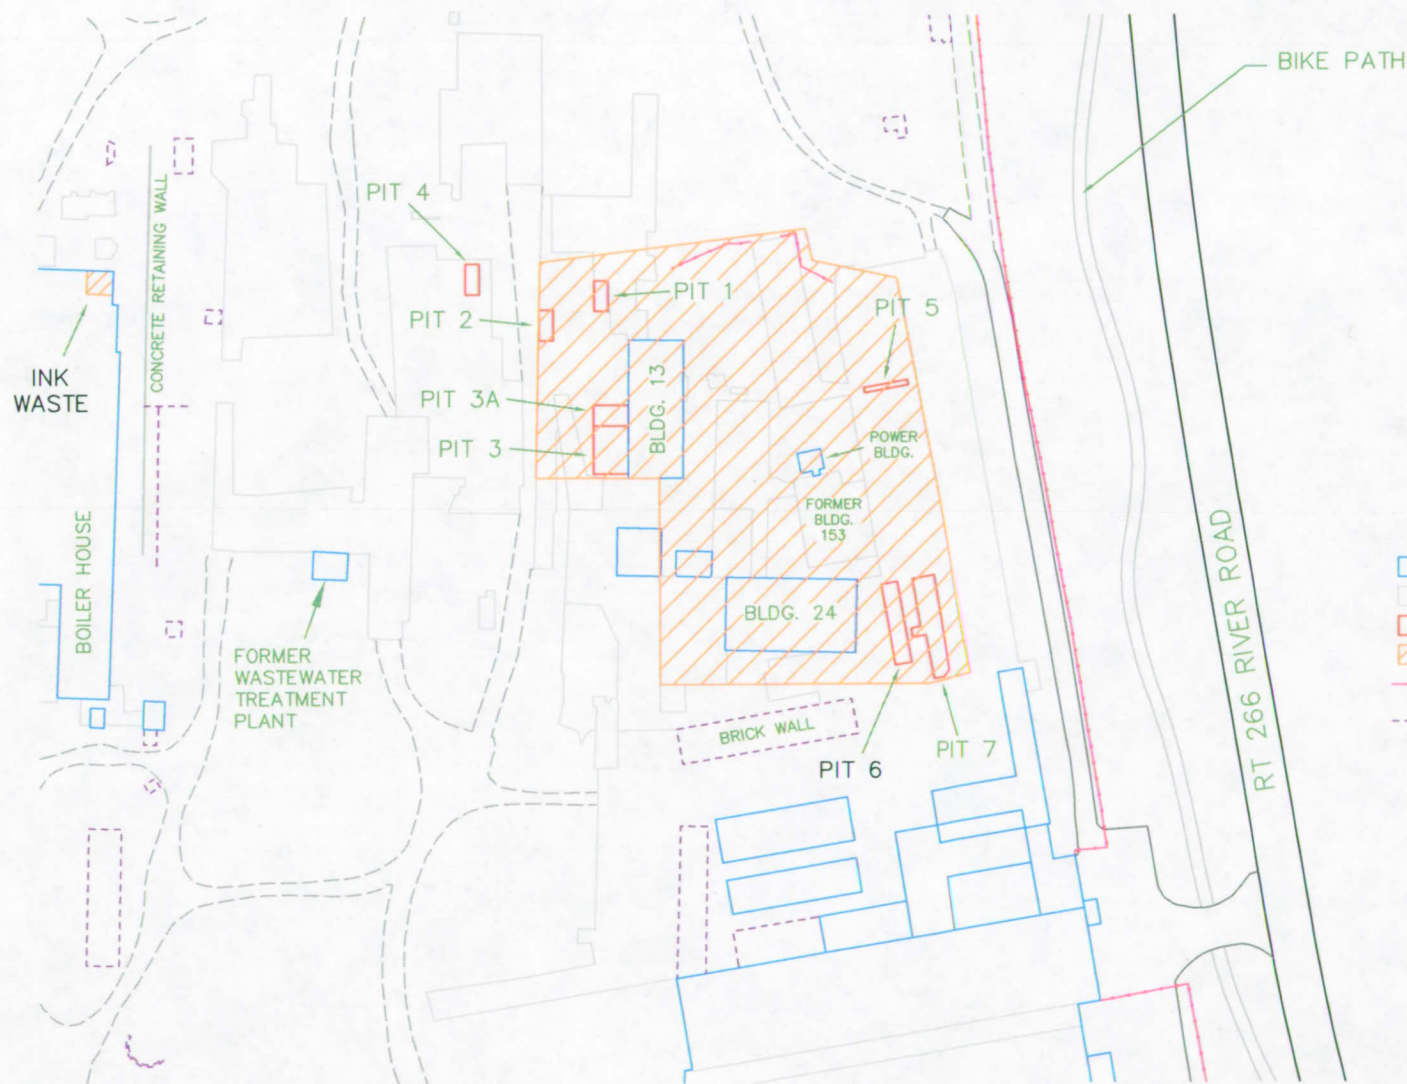 BIKE PATH
PIT 4
CONCRETE RETAINING WALL
PIT 1
PIT 5
PIT 2
INK
WASTE
BLDG. 13
PIT 3A
PIT 3
POWER
BLDG.
FORMER
BLDG.
153
BOILER HOUSE
RT 266 RIVER ROAD
BLDG. 24
FORMER
WASTEWATER
TREATMENT
PLANT
BRICK WALL
PIT 7
PIT 6